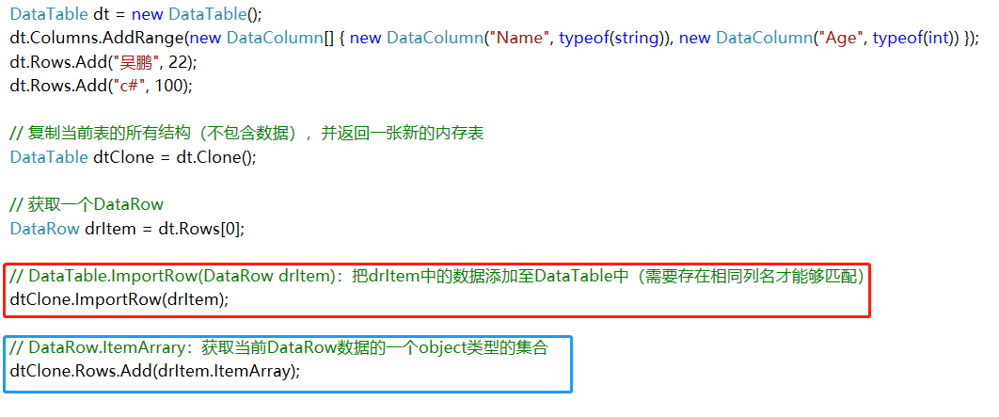 DataTable dt = new DataTable();
dt.Columns.AddRange(new DataColumn[] { new DataColumn("Name", typeof(string)), new DataColumn("Age", typeof(int)) });
dt.Rows.Add("吴鹏", 22);
dt.Rows.Add("c#", 100);
// 复制当前表的所有结构（不包含数据），并返回一张新的内存表
DataTable dtClone = dt.Clone();
// 获取一个DataRow
DataRow drItem = dt.Rows[0];
// DataTable.ImportRow(DataRow drItem)：把drItem中的数据添加至DataTable中（需要存在相同列名才能够匹配）
dtClone.ImportRow(drItem);
// DataRow.ItemArrary：获取当前DataRow数据的一个object类型的集合
dtClone.Rows.Add(drItem.ItemArray);